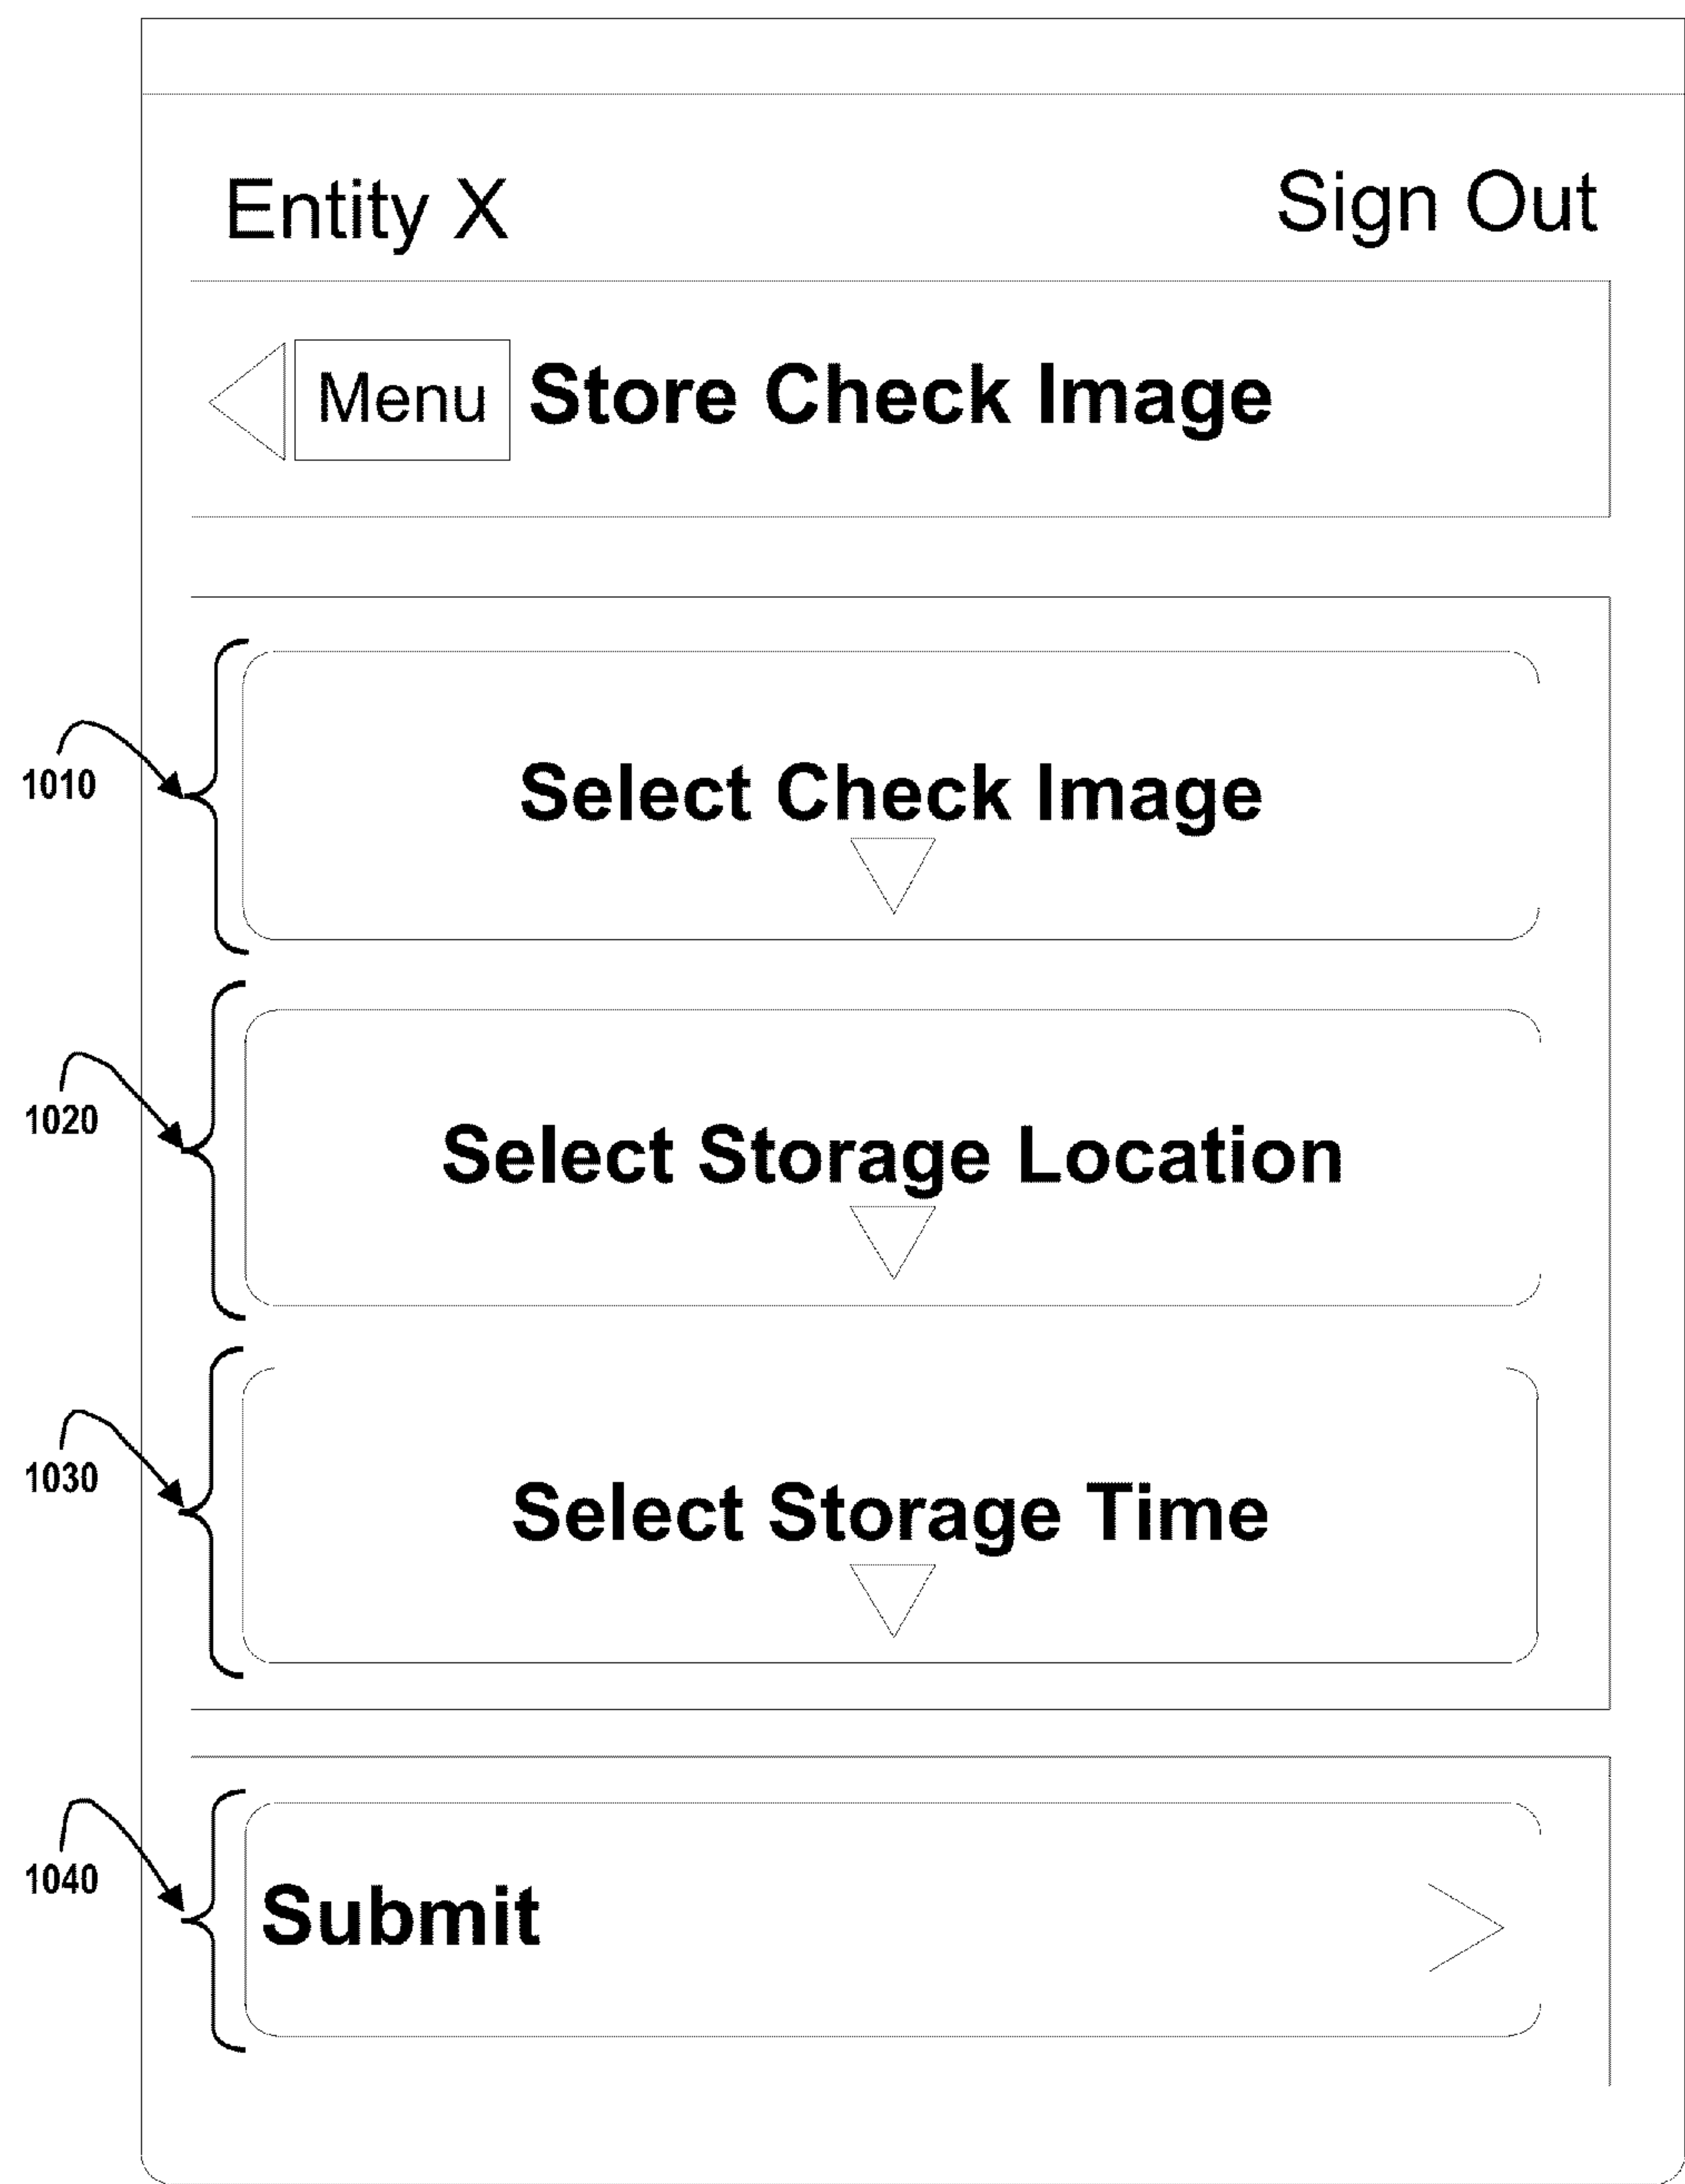 Entity X Sign Out
Menu Store Check Image
1010 Select Check Image
1020 Select Storage Location
1030 Select Storage Time
1040 Submit